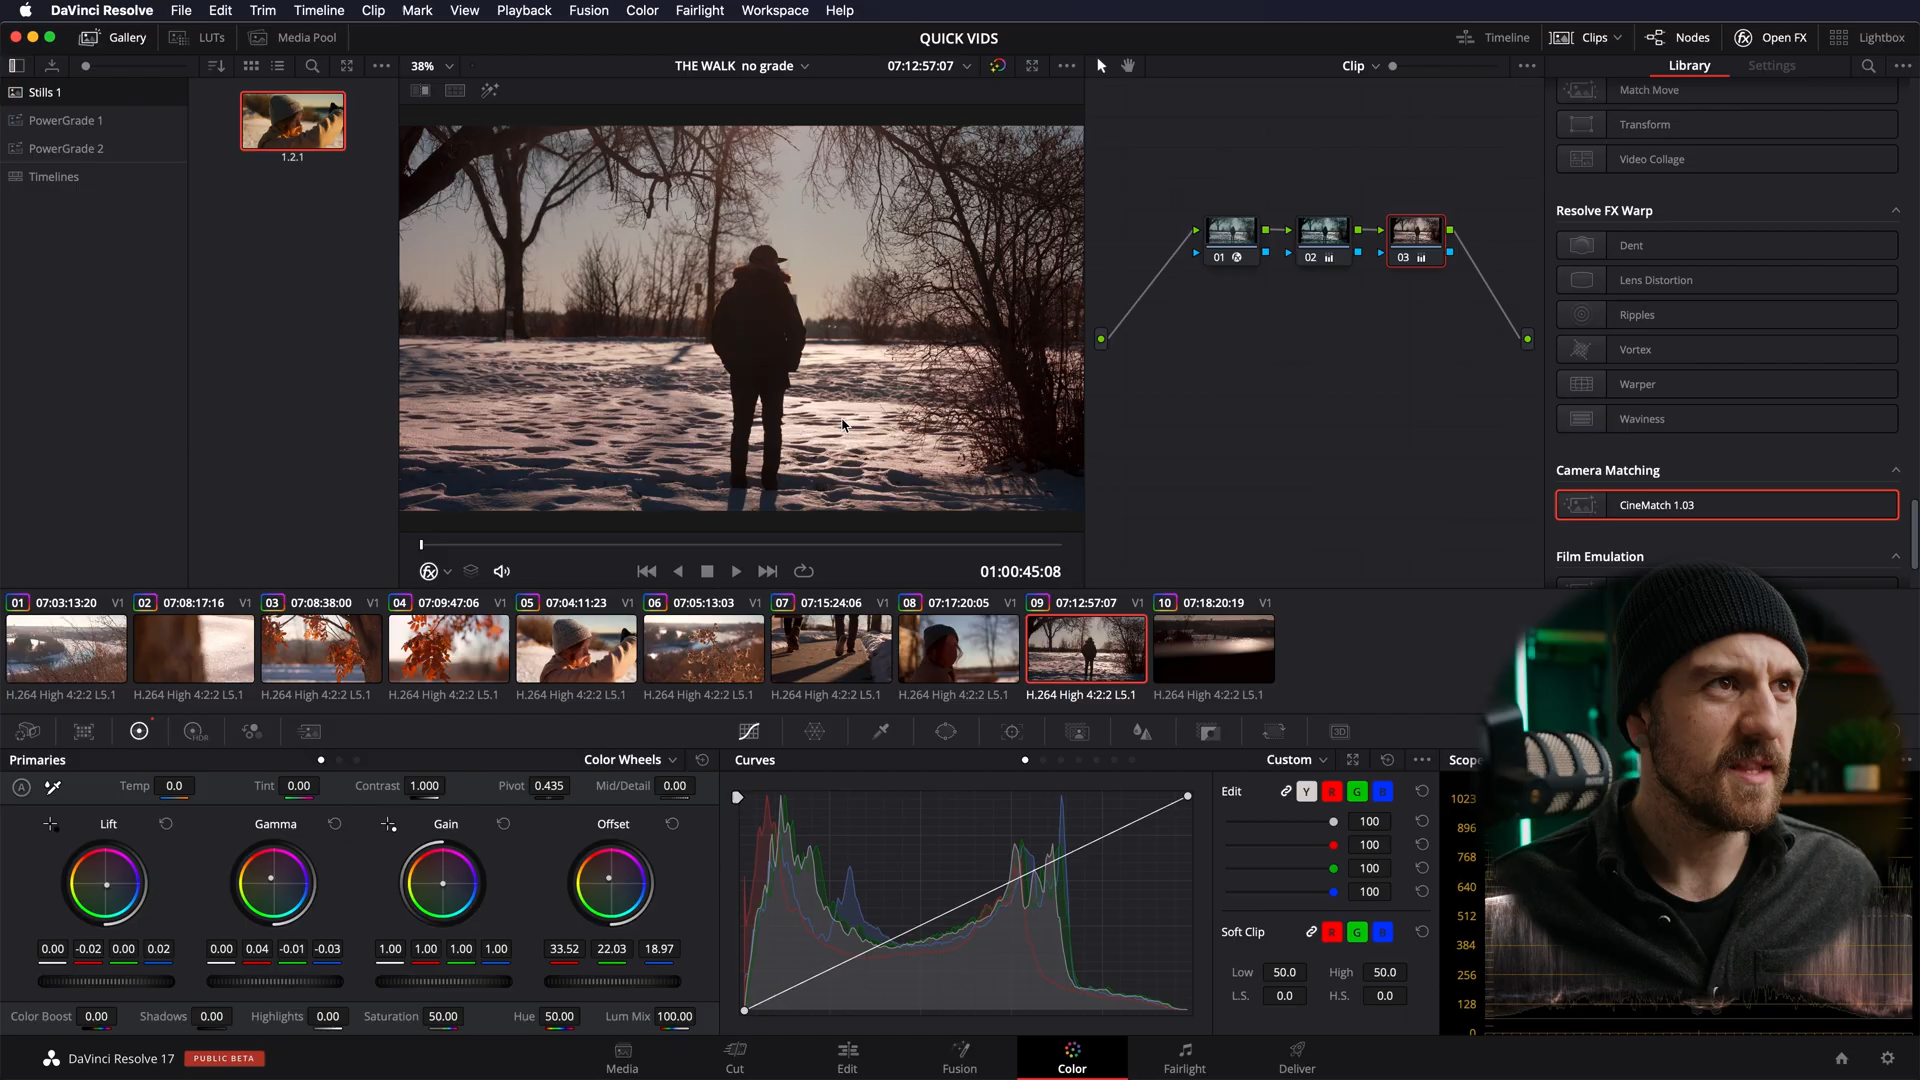 DaVinci Resolve File Edit Trim Timeline Clip Mark View Playback Fusion Color Fairlight Workspace Help
Gallery LUTs Media Pool QUICK VIDS Timeline Clips Nodes Open FX Lightbox
38% THE WALK no grade 07:12:57:07 Clip Library Settings
Stills 1
PowerGrade 1
PowerGrade 2
Timelines
1.2.1
Match Move
Transform
Video Collage
Resolve FX Warp
Dent
Lens Distortion
Ripples
Vortex
Warper
Waviness
Camera Matching
CineMatch 1.03
Film Emulation
01
02
03
01:00:45:08
01 07:03:13:20 V1 02 07:08:17:16 V1 03 07:08:38:00 V1 04 07:09:47:06 V1 05 07:04:11:23 V1 06 07:05:13:03 V1 07 07:15:24:06 V1 08 07:17:20:05 V1 09 07:12:57:07 V1 10 07:18:20:19 V1
H.264 High 4:2:2 L5.1 H.264 High 4:2:2 L5.1 H.264 High 4:2:2 L5.1 H.264 High 4:2:2 L5.1 H.264 High 4:2:2 L5.1 H.264 High 4:2:2 L5.1 H.264 High 4:2:2 L5.1 H.264 High 4:2:2 L5.1 H.264 High 4:2:2 L5.1 H.264 High 4:2:2 L5.1
HDR
3D
Primaries Color Wheels
A Temp 0.0 Tint 0.00 Contrast 1.000 Pivot 0.435 Mid/Detail 0.00
Lift Gamma Gain Offset
0.00 -0.02 0.00 0.02 0.00 0.04 -0.01 -0.03 1.00 1.00 1.00 1.00 33.52 22.03 18.97
Color Boost 0.00 Shadows 0.00 Highlights 0.00 Saturation 50.00 Hue 50.00 Lum Mix 100.00
Curves Custom
Edit Y R G B
100
100
100
100
Soft Clip R G B
Low 50.0 High 50.0
L.S. 0.0 H.S. 0.0
Scope
1023
896
768
640
512
384
256
128
0
DaVinci Resolve 17 PUBLIC BETA
Media Cut Edit Fusion Color Fairlight Deliver